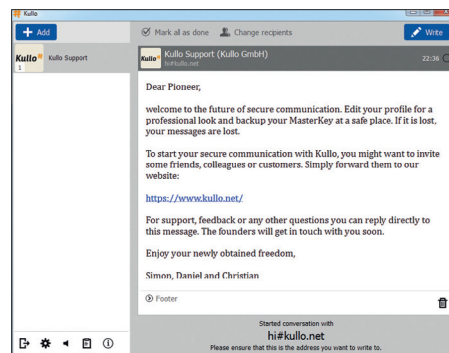 Kullo
Add
Mark all as done
Change recipients
Write
Kullo
Kullo Support
1
Kullo
Kullo Support (Kullo GmbH)
hi#kullo.net
22:36
Dear Pioneer,
welcome to the future of secure communication. Edit your profile for a
professional look and backup your MasterKey at a safe place. If it is lost,
your messages are lost.
To start your secure communication with Kullo, you might want to invite
some friends, colleagues or customers. Simply forward them to our
website:
https://www.kullo.net/
For support, feedback or any other questions you can reply directly to
this message. The founders will get in touch with you soon.
Enjoy your newly obtained freedom,
Simon, Daniel and Christian
Footer
Started conversation with
hi#kullo.net
Please ensure that this is the address you want to write to.